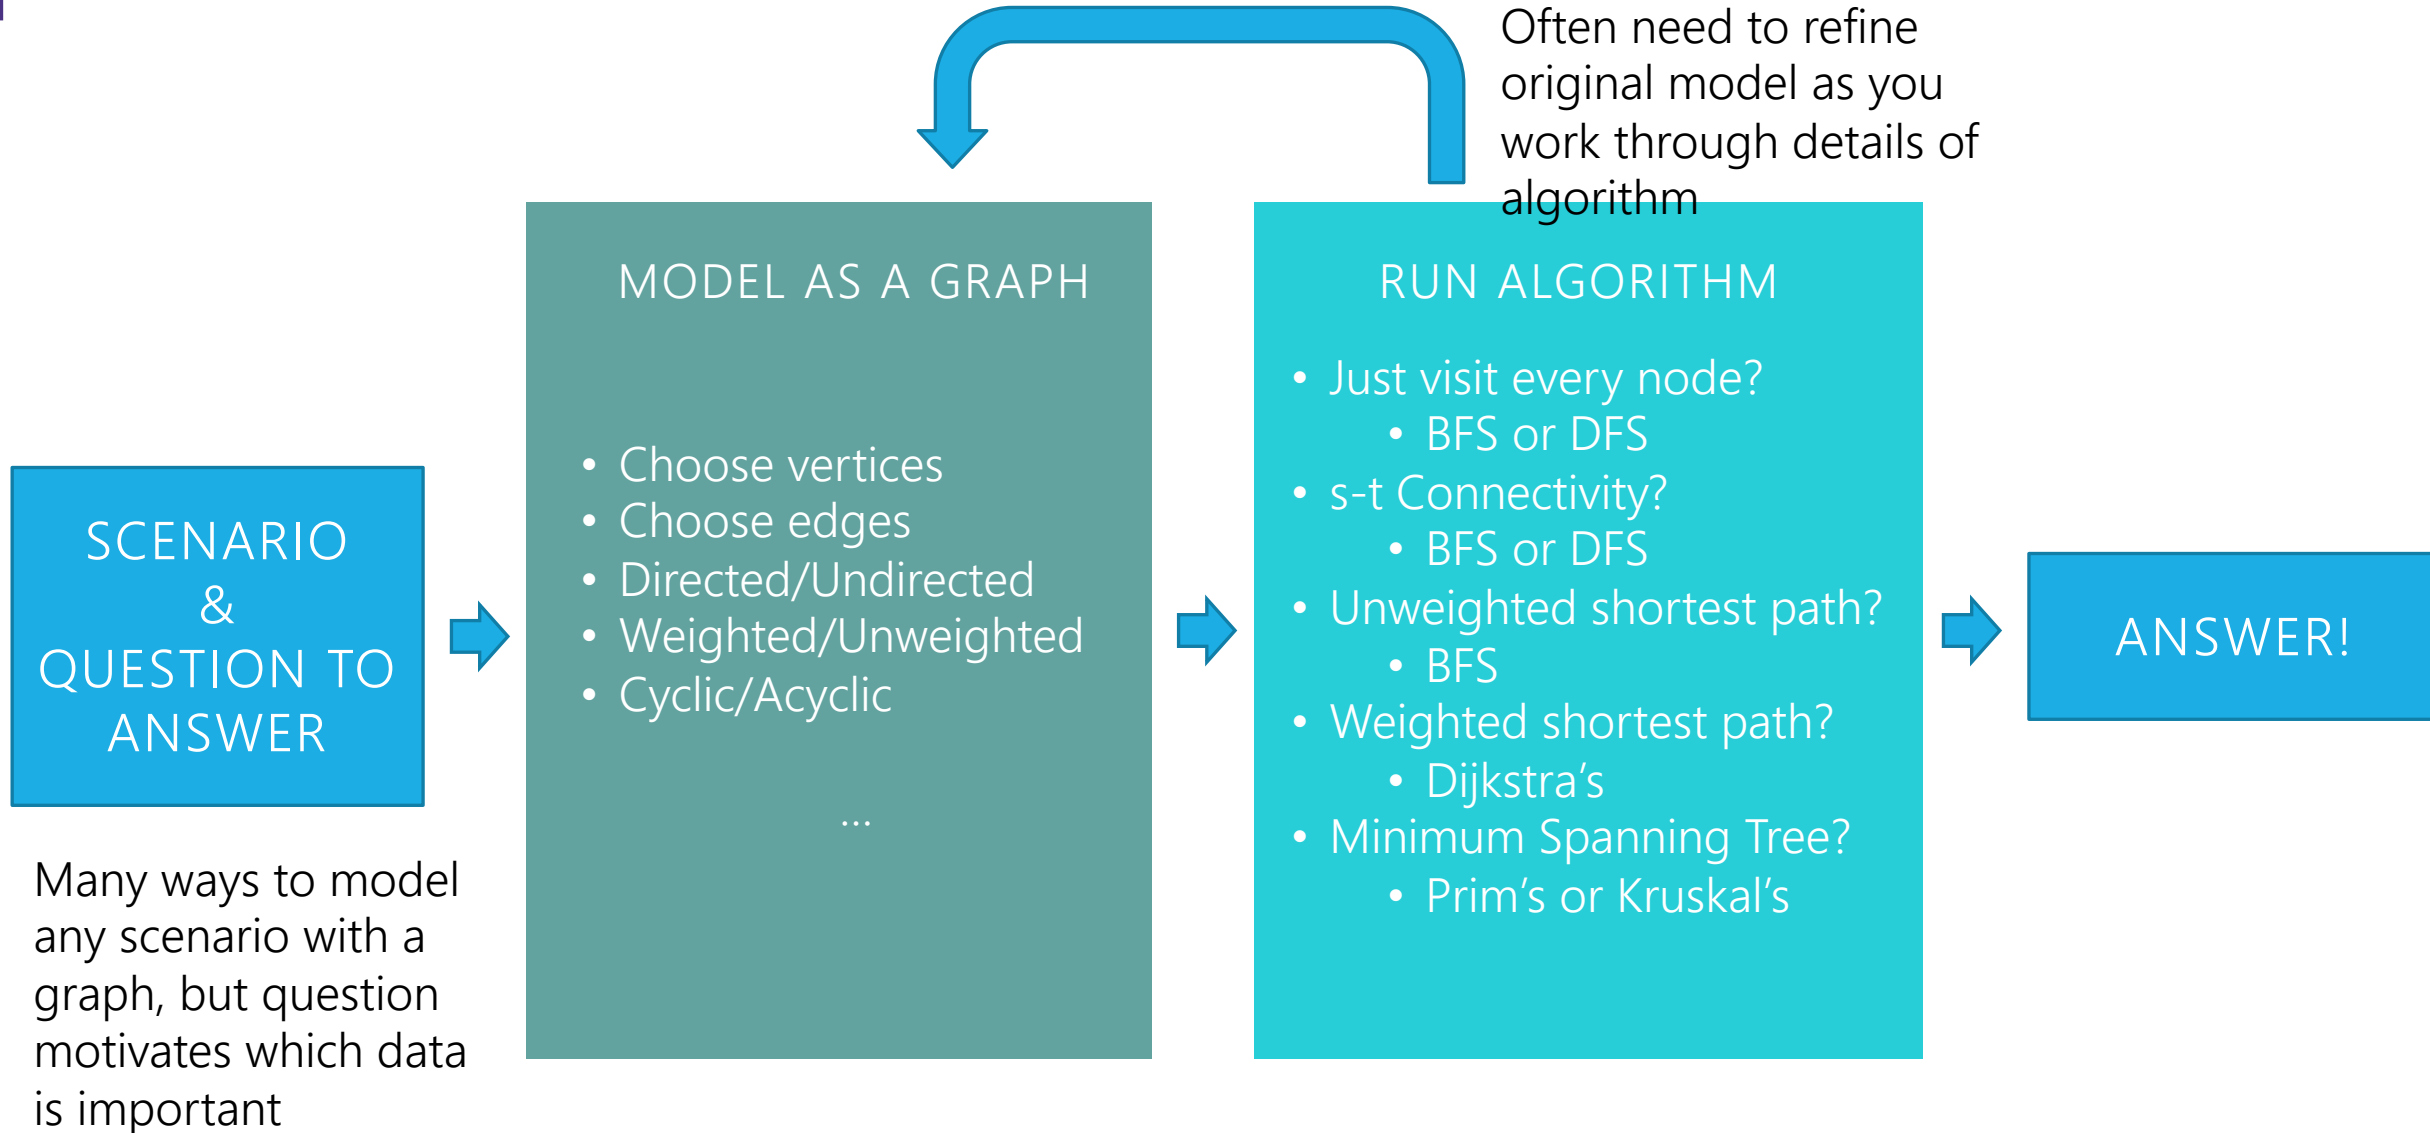 Often need to refine
original model as you
work through details of
algorithm
SCENARIO
&
QUESTION TO
ANSWER
Many ways to model
any scenario with a
graph, but question
motivates which data
is important
MODEL AS A GRAPH
• Choose vertices
• Choose edges
• Directed/Undirected
• Weighted/Unweighted
• Cyclic/Acyclic
...
RUN ALGORITHM
• Just visit every node?
• BFS or DFS
• s-t Connectivity?
• BFS or DFS
• Unweighted shortest path?
• BFS
• Weighted shortest path?
• Dijkstra’s
• Minimum Spanning Tree?
• Prim’s or Kruskal’s
ANSWER!